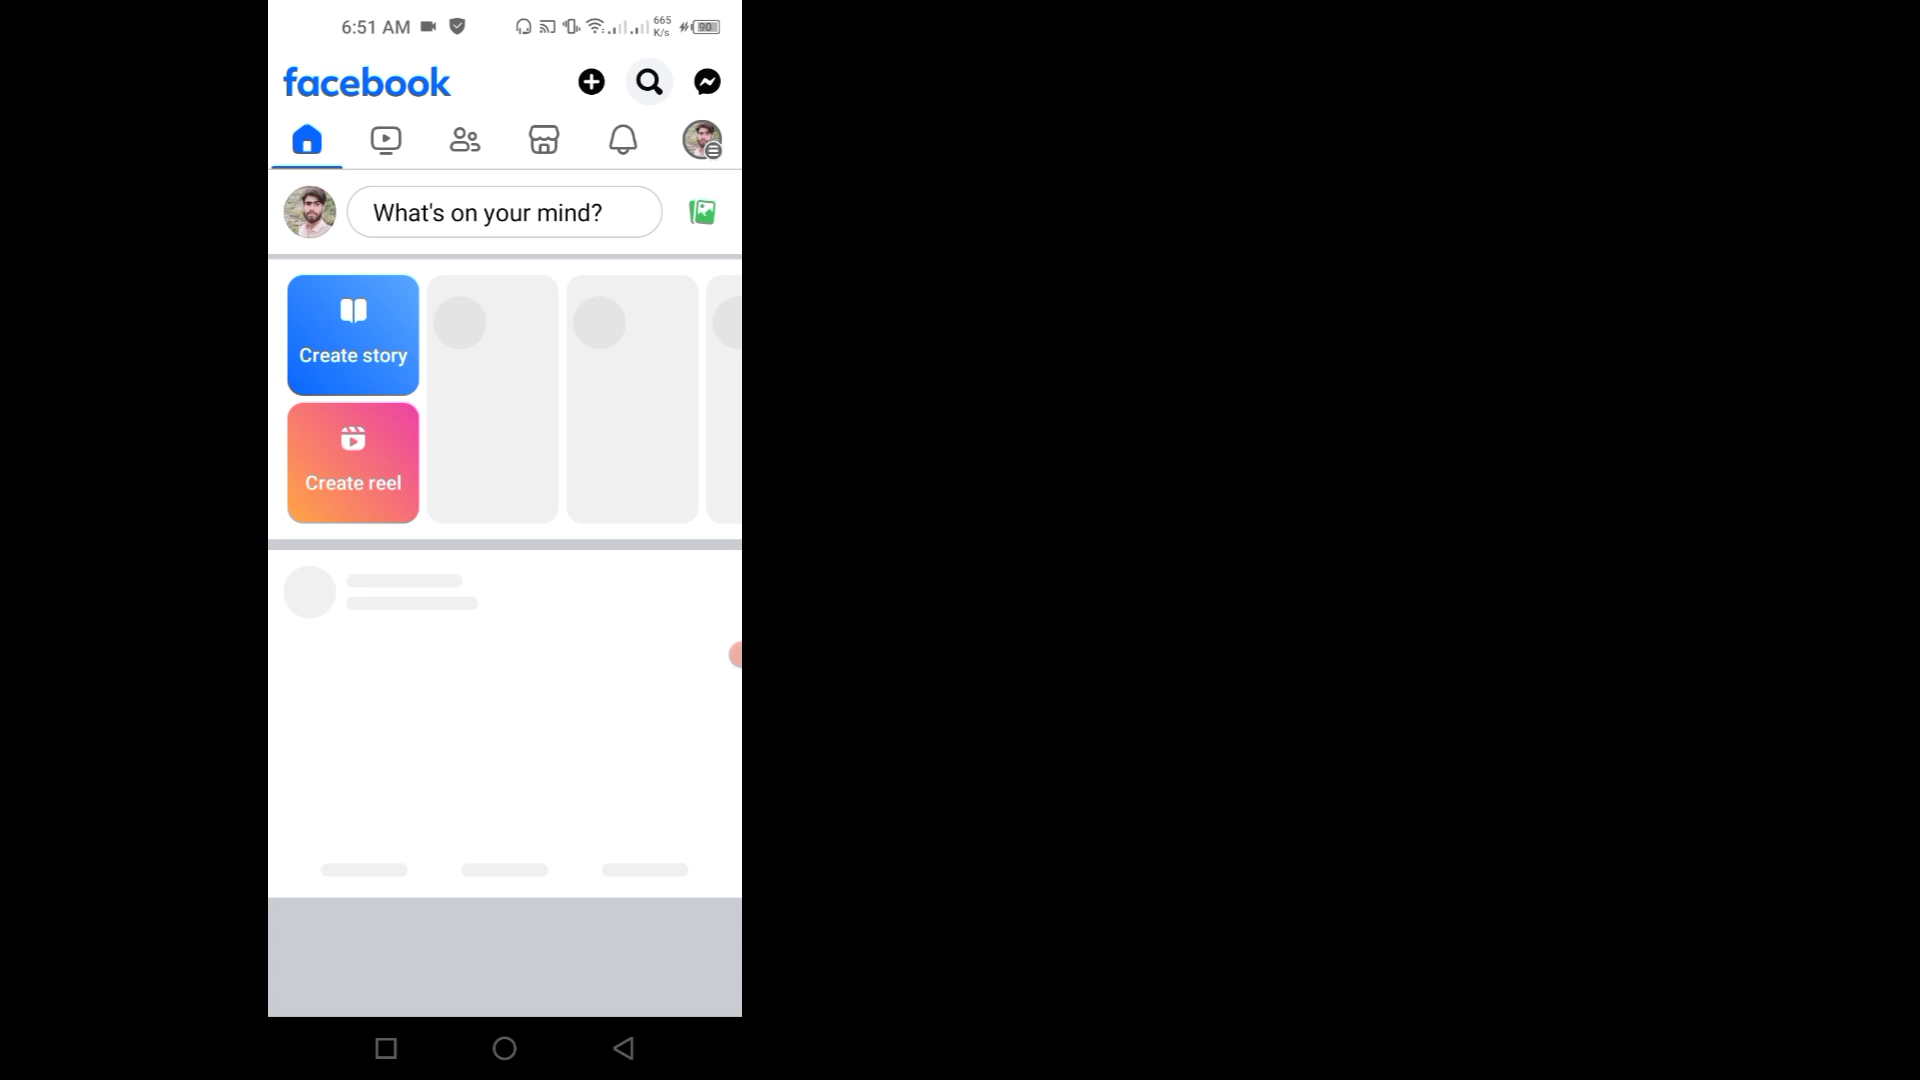 6:51 AM
665
K/s
90
facebook
What's on your mind?
Create story
Create reel